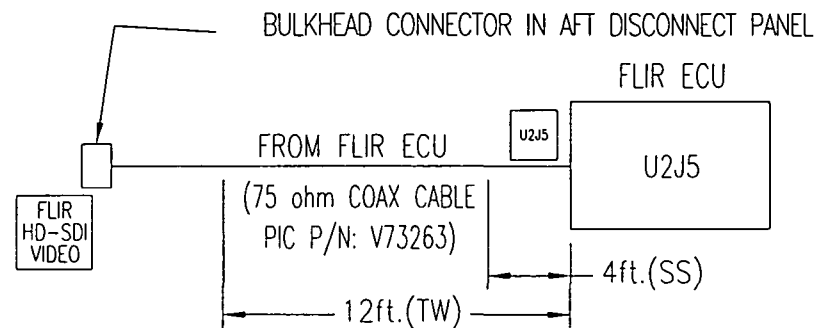 BULKHEAD CONNECTOR IN AFT DISCONNECT PANEL
FLIR ECU
U2J5
U2J5
FROM FLIR ECU
(75 ohm COAX CABLE
PIC P/N: V73263)
FLIR
HD-SDI
VIDEO
4ft.(SS)
12ft.(TW)